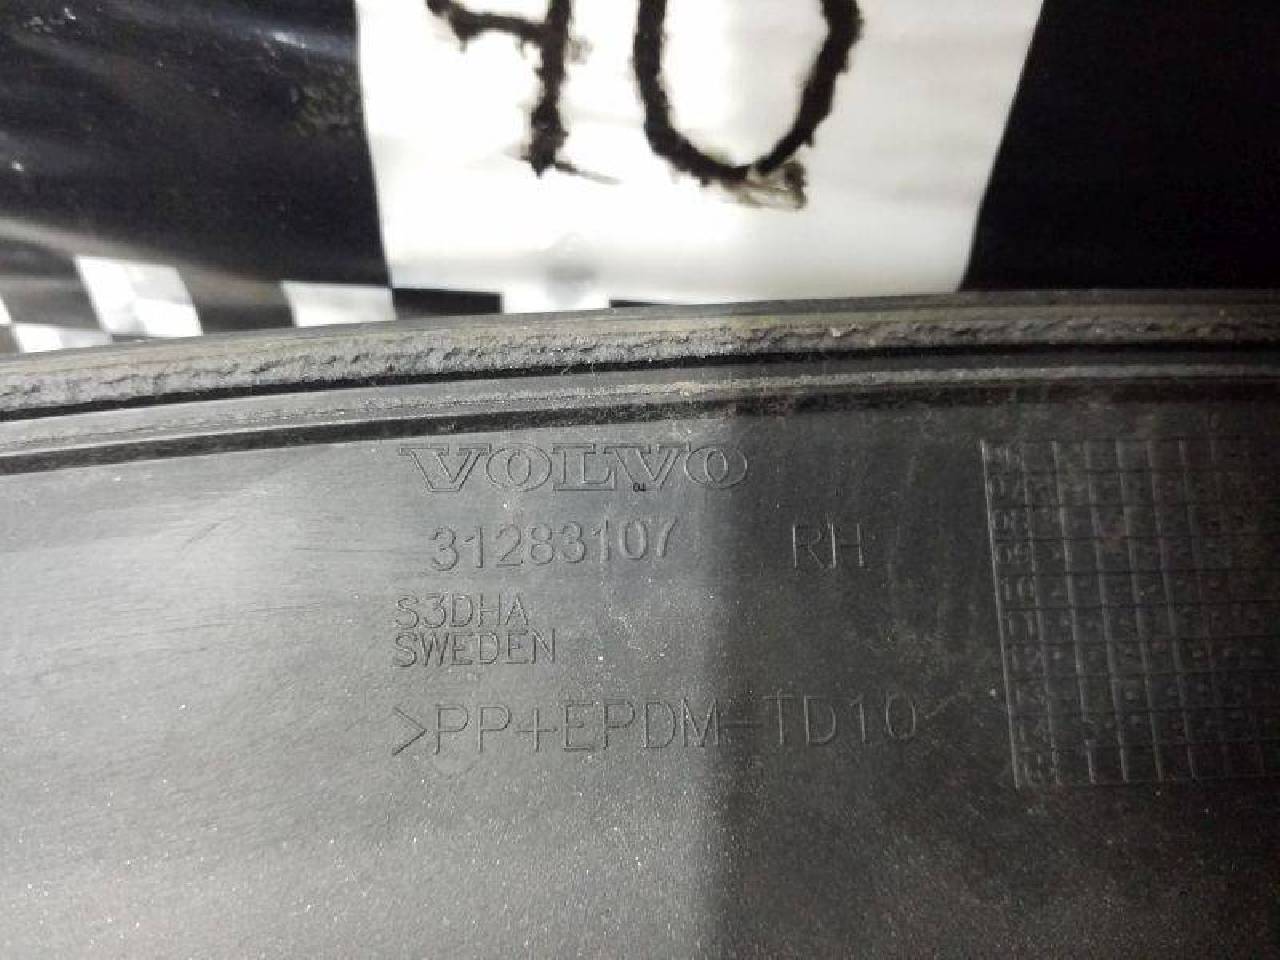 40
VOLVO
31283107 RH
S3DHA
SWEDEN
>PP+EPDM-TD10